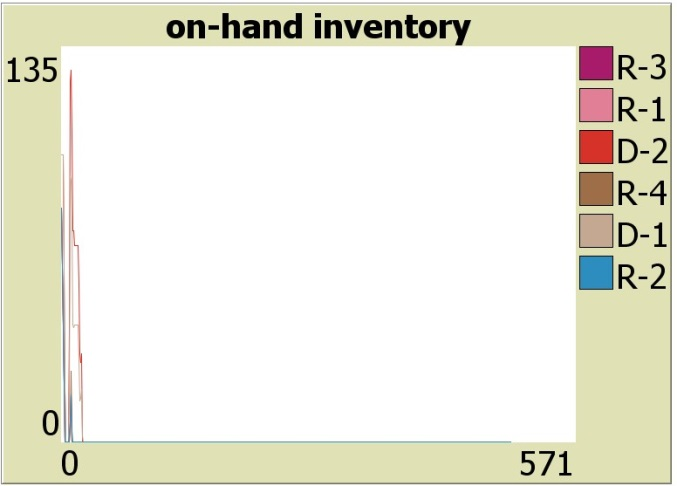 on-hand inventory
135
0
0
571
R-3
R-1
D-2
R-4
D-1
R-2